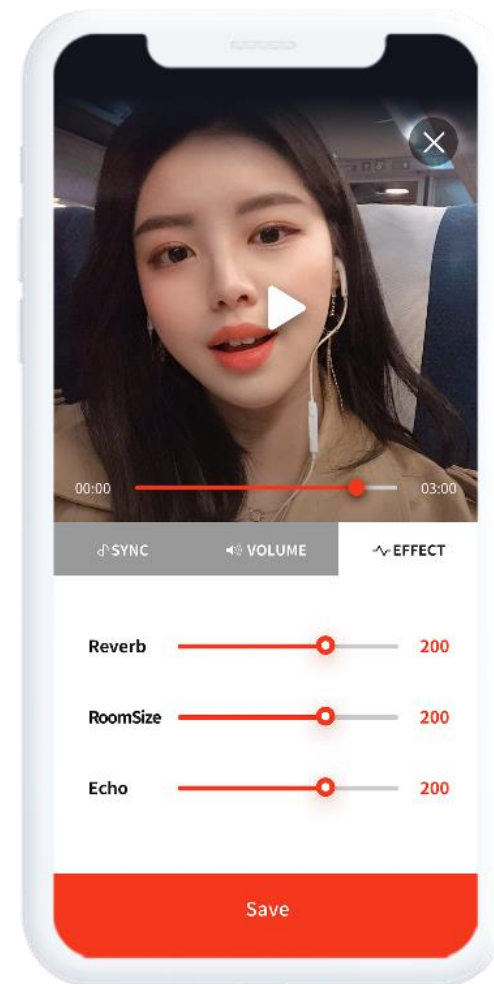 00:00 03:00
SYNC VOLUME EFFECT
Reverb 200
RoomSize 200
Echo 200
Save